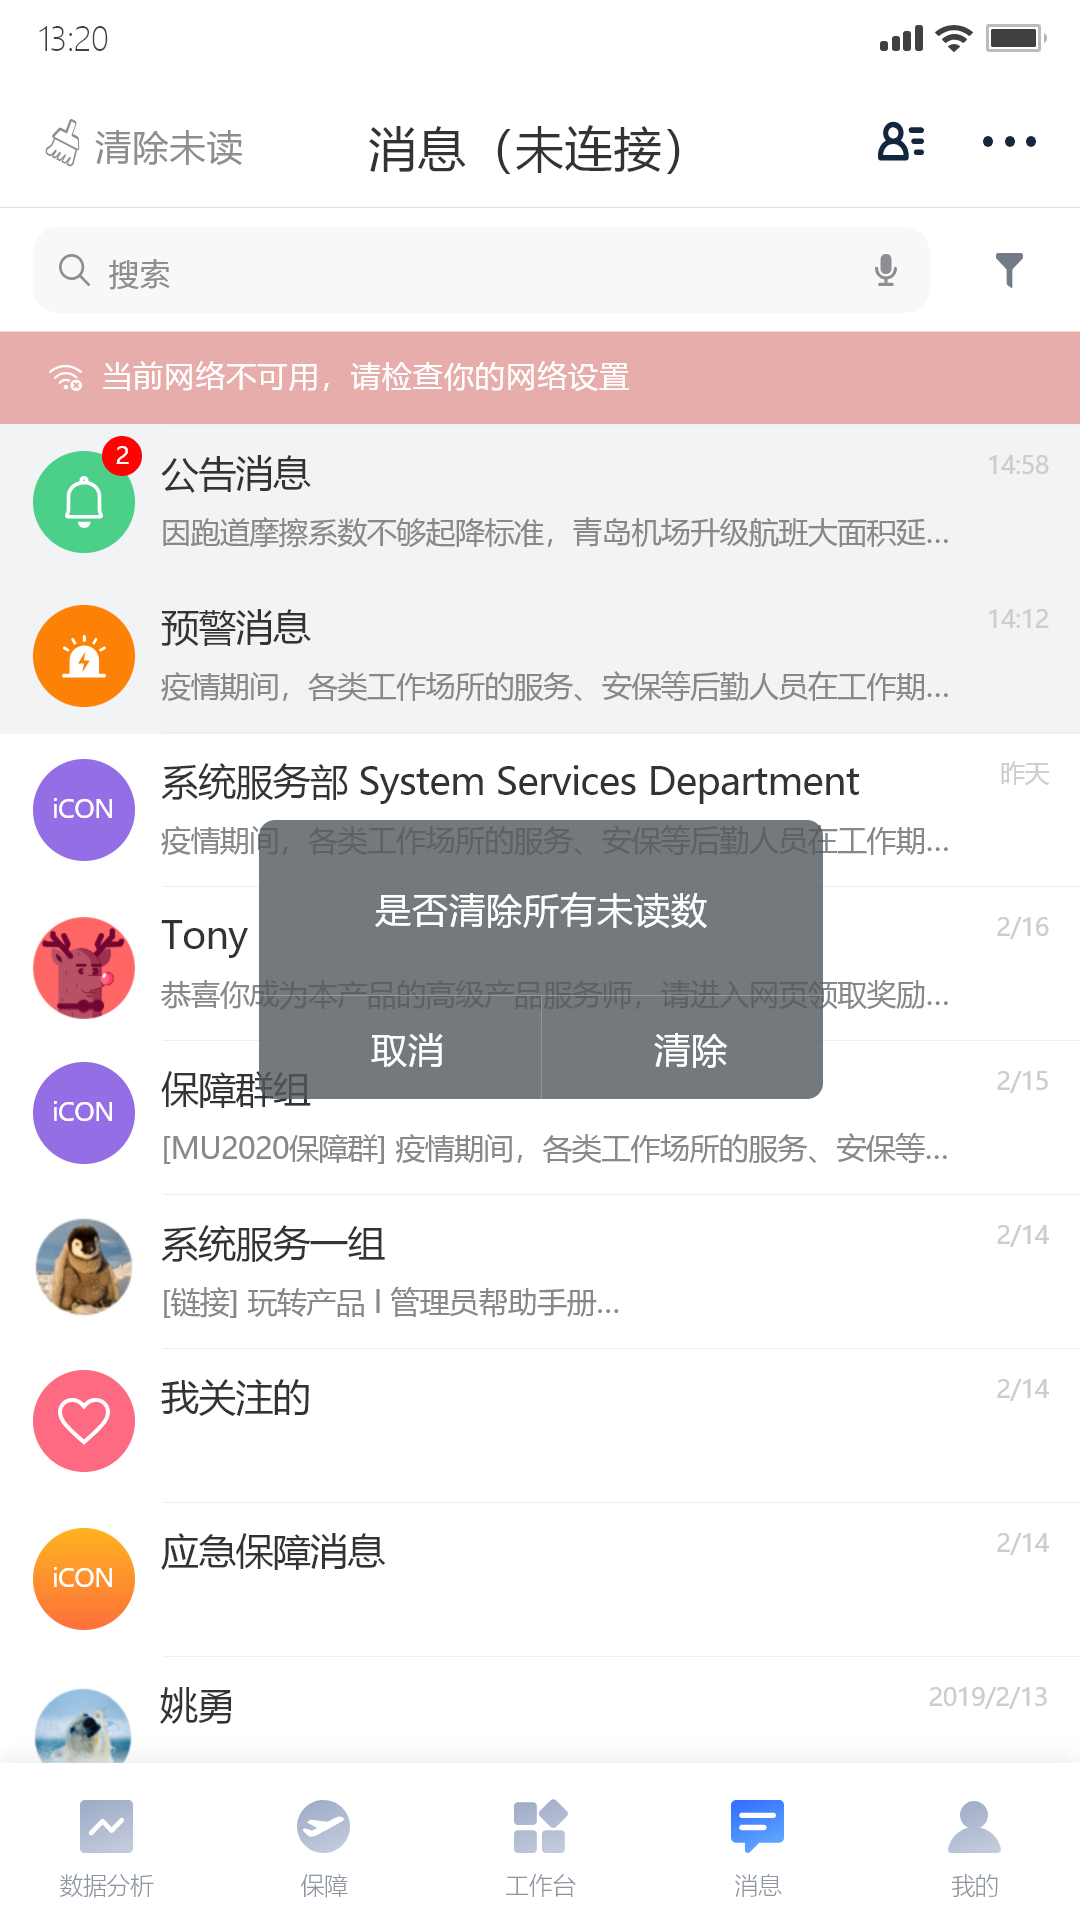 13:20
清除未读
消息（未连接）
搜索
当前网络不可用，请检查你的网络设置
2
公告消息
14:58
因跑道摩擦系数不够起降标准，青岛机场升级航班大面积延...
预警消息
14:12
疫情期间，各类工作场所的服务、安保等后勤人员在工作期...
iCON
系统服务部 System Services Department
昨天
疫情期间，各类工作场所的服务、安保等后勤人员在工作期...
是否清除所有未读数
Tony
2/16
恭喜你成为本产品的高级产品服务师，请进入网页领取奖励...
取消
清除
iCON
保障群组
2/15
[MU2020保障群] 疫情期间，各类工作场所的服务、安保等...
系统服务一组
2/14
[链接] 玩转产品 | 管理员帮助手册...
我关注的
2/14
iCON
应急保障消息
2/14
姚勇
2019/2/13
数据分析
保障
工作台
消息
我的